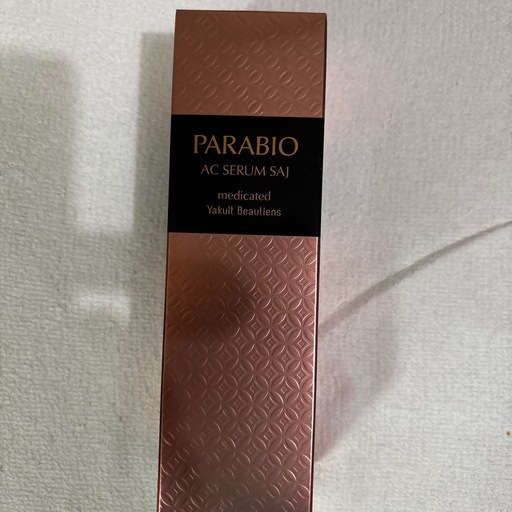 PARABIO
AC SERUM SAJ
medicated
Yakult Beautiens